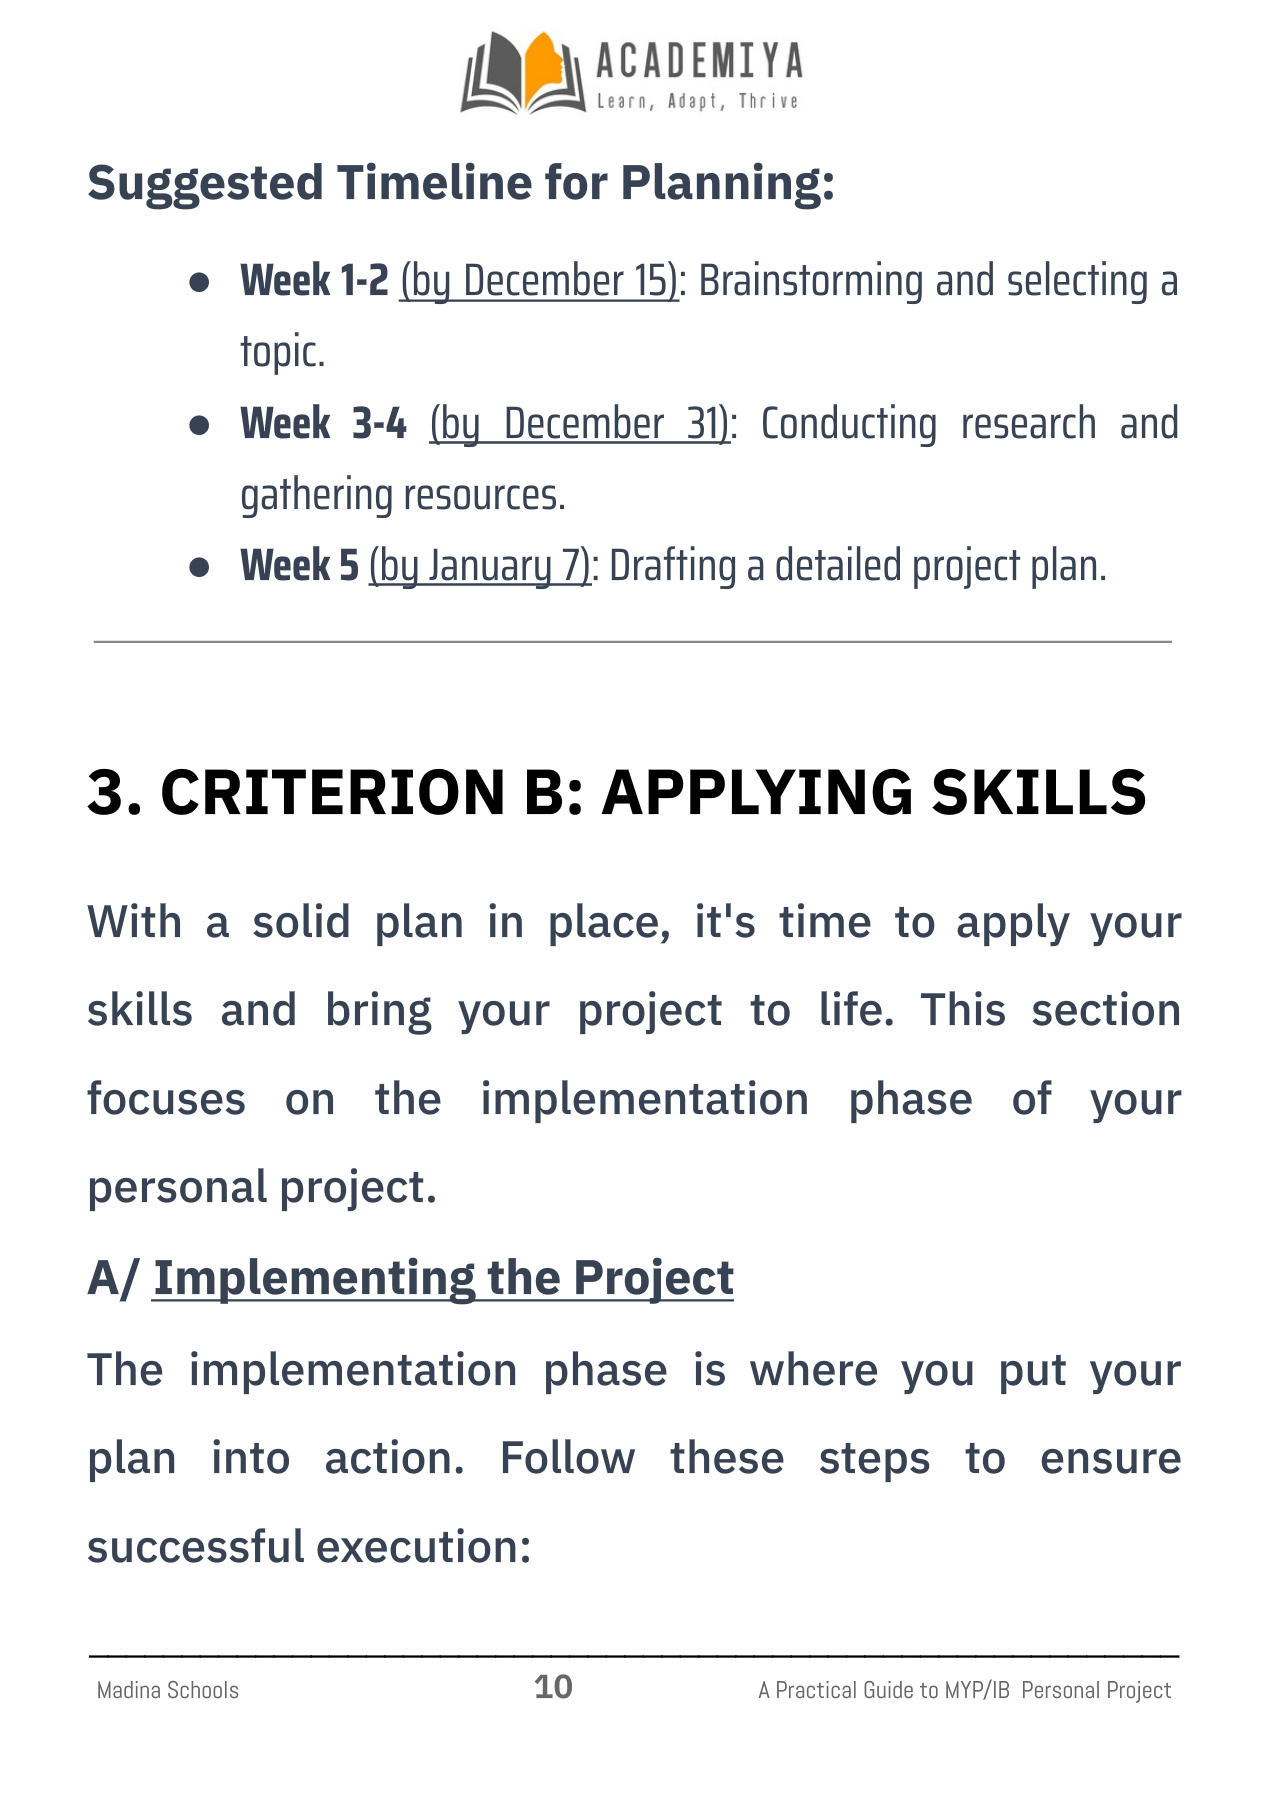 ACADEMIYA
Learn, Adapt, Thrive
Suggested Timeline for Planning:
● Week 1-2 (by December 15): Brainstorming and selecting a
topic.
● Week 3-4 (by December 31): Conducting research and
gathering resources.
● Week 5 (by January 7): Drafting a detailed project plan.
3. CRITERION B: APPLYING SKILLS
With a solid plan in place, it's time to apply your
skills and bring your project to life. This section
focuses on the implementation phase of your
personal project.
A/ Implementing the Project
The implementation phase is where you put your
plan into action. Follow these steps to ensure
successful execution:
Madina Schools 10 A Practical Guide to MYP/IB Personal Project